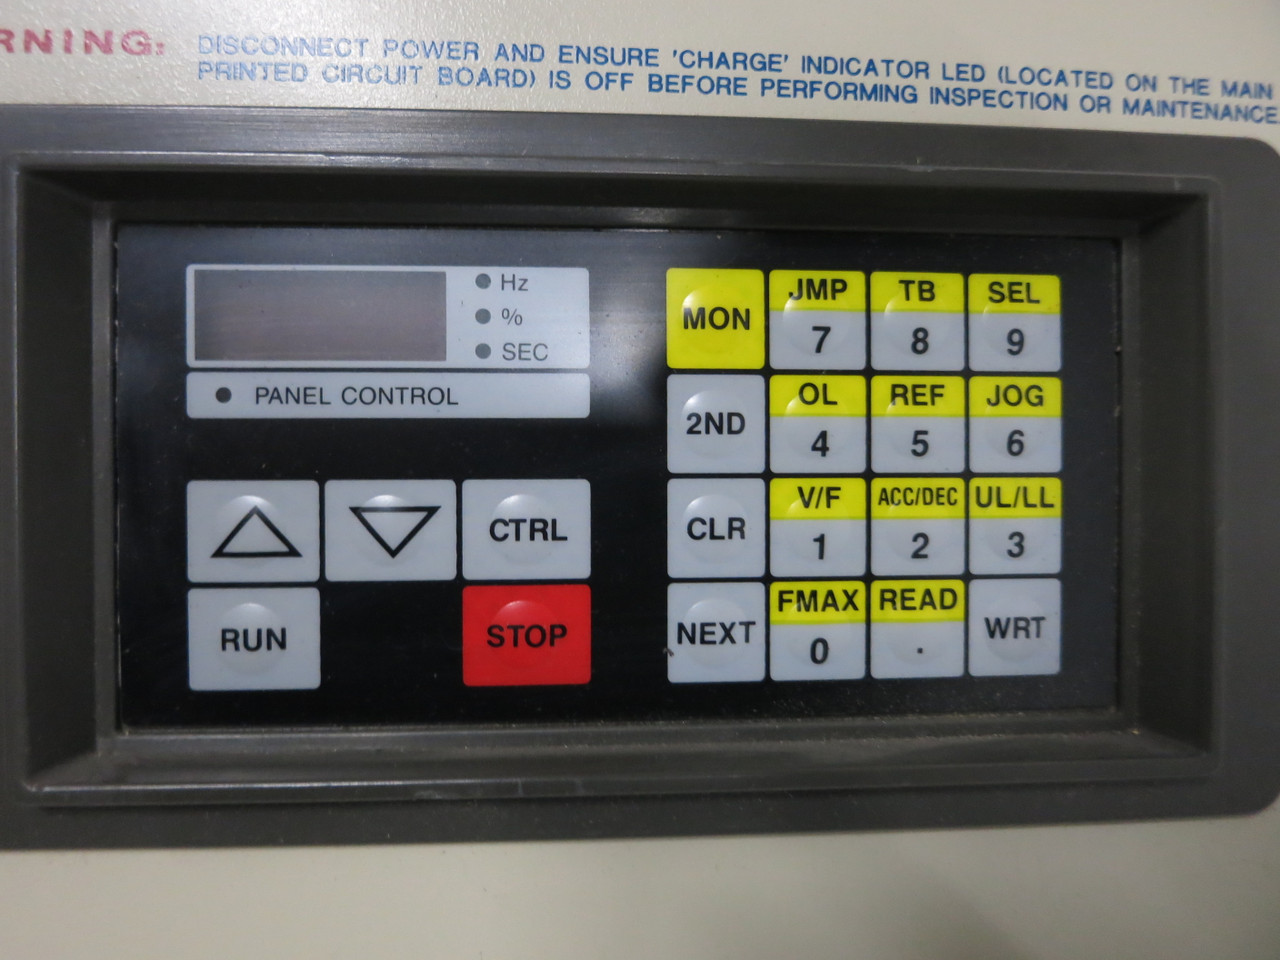 RNING: DISCONNECT POWER AND ENSURE 'CHARGE' INDICATOR LED (LOCATED ON THE MAIN
PRINTED CIRCUIT BOARD) IS OFF BEFORE PERFORMING INSPECTION OR MAINTENANCE.
Hz
%
SEC
PANEL CONTROL
CTRL
RUN
STOP
MON
JMP
7
TB
8
SEL
9
2ND
OL
4
REF
5
JOG
6
CLR
V/F
1
ACC/DEC
2
UL/LL
3
NEXT
FMAX
0
READ
.
WRT